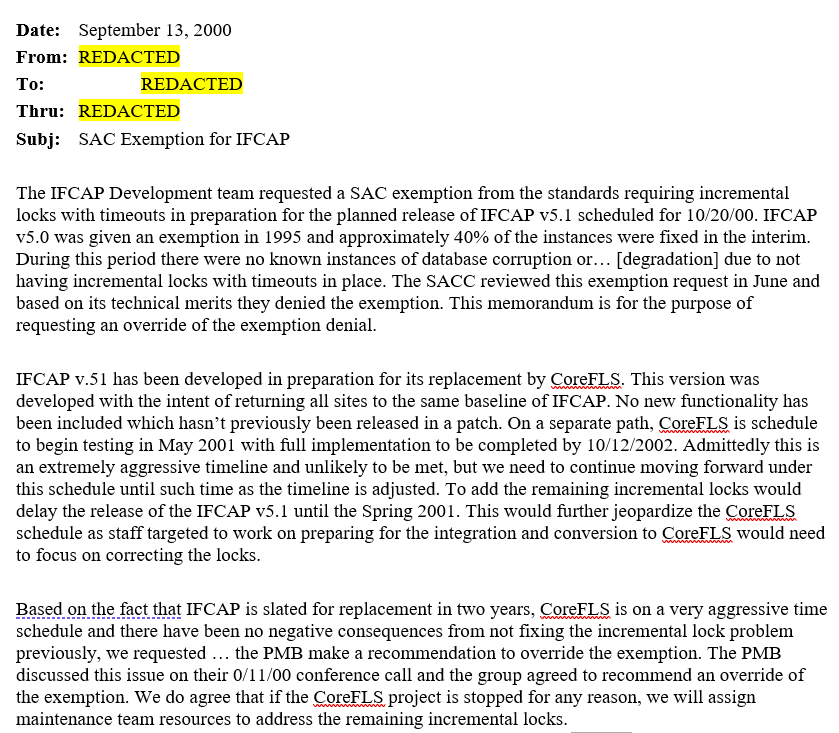 Date: September 13, 2000
From: REDACTED
To: REDACTED
Thru: REDACTED
Subj: SAC Exemption for IFCAP
The IFCAP Development team requested a SAC exemption from the standards requiring incremental
locks with timeouts in preparation for the planned release of IFCAP v5.1 scheduled for 10/20/00. IFCAP
v5.0 was given an exemption in 1995 and approximately 40% of the instances were fixed in the interim.
During this period there were no known instances of database corruption or… [degradation] due to not
having incremental locks with timeouts in place. The SACC reviewed this exemption request in June and
based on its technical merits they denied the exemption. This memorandum is for the purpose of
requesting an override of the exemption denial.
IFCAP v.51 has been developed in preparation for its replacement by CoreFLS. This version was
developed with the intent of returning all sites to the same baseline of IFCAP. No new functionality has
been included which hasn’t previously been released in a patch. On a separate path, CoreFLS is schedule
to begin testing in May 2001 with full implementation to be completed by 10/12/2002. Admittedly this is
an extremely aggressive timeline and unlikely to be met, but we need to continue moving forward under
this schedule until such time as the timeline is adjusted. To add the remaining incremental locks would
delay the release of the IFCAP v5.1 until the Spring 2001. This would further jeopardize the CoreFLS
schedule as staff targeted to work on preparing for the integration and conversion to CoreFLS would need
to focus on correcting the locks.
Based on the fact that IFCAP is slated for replacement in two years, CoreFLS is on a very aggressive time
schedule and there have been no negative consequences from not fixing the incremental lock problem
previously, we requested … the PMB make a recommendation to override the exemption. The PMB
discussed this issue on their 0/11/00 conference call and the group agreed to recommend an override of
the exemption. We do agree that if the CoreFLS project is stopped for any reason, we will assign
maintenance team resources to address the remaining incremental locks.